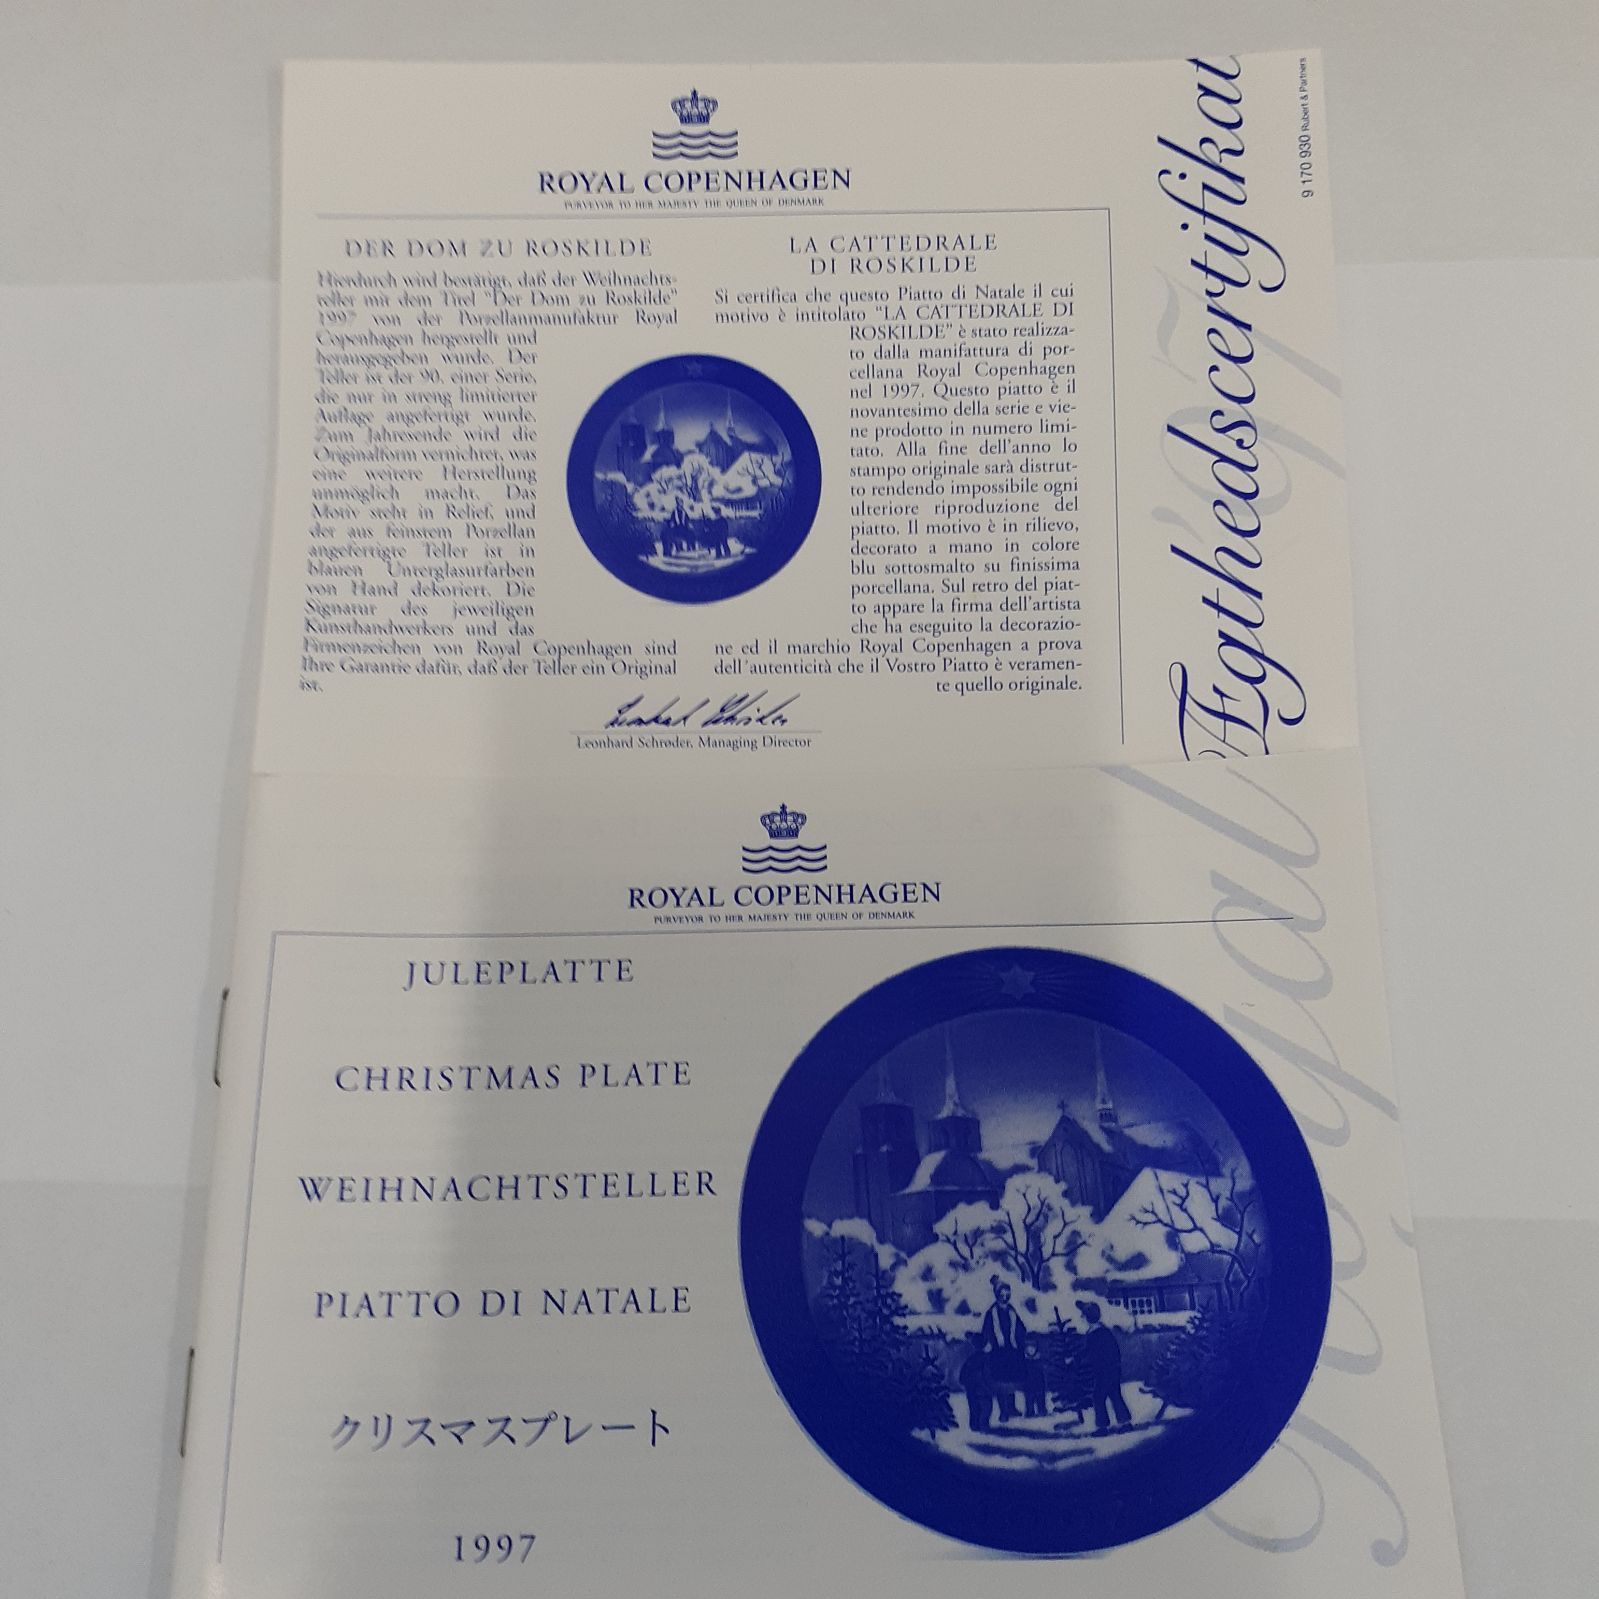 ROYAL COPENHAGEN
PURVEYOR TO HER MAJESTY THE QUEEN OF DENMARK
DER DOM ZU ROSKILDE
Hierdurch wird bestätigt, daß der Weihnachts-
teller mit dem Titel "Der Dom zu Roskilde"
1997 von der Porzellanmanufaktur Royal
Copenhagen hergestellt und
herausgegeben wurde. Der
Teller ist der 90. einer Serie,
die nur in streng limitierter
Auflage angefertigt wurde.
Zum Jahresende wird die
Originalform vernichtet, was
eine weitere Herstellung
unmöglich macht. Das
Motiv steht in Relief, und
der aus feinstem Porzellan
angefertigte Teller ist in
blauen Unterglasurfarben
von Hand dekoriert. Die
Signatur des jeweiligen
Kunsthandwerkers und das
Firmenzeichen von Royal Copenhagen sind
Ihre Garantie dafür, daß der Teller ein Original
ist.
LA CATTEDRALE
DI ROSKILDE
Si certifica che questo Piatto di Natale il cui
motivo è intitolato "LA CATTEDRALE DI
ROSKILDE" è stato realizza-
to dalla manifattura di por-
cellana Royal Copenhagen
nel 1997. Questo piatto è il
novantesimo della serie e vie-
ne prodotto in numero limi-
tato. Alla fine dell'anno lo
stampo originale sarà distrut-
to rendendo impossibile ogni
ulteriore riproduzione del
piatto. Il motivo è in rilievo,
decorato a mano in colore
blu sottosmalto su finissima
porcellana. Sul retro del piat-
to appare la firma dell'artista
che ha eseguito la decorazio-
ne ed il marchio Royal Copenhagen a prova
dell'autenticità che il Vostro Piatto è veramen-
te quello originale.
Leonhard Schrøder
Leonhard Schrøder, Managing Director
Ægthedscertifikat
'97
9 170 930 Rubert & Partners
ROYAL COPENHAGEN
PURVEYOR TO HER MAJESTY THE QUEEN OF DENMARK
JULEPLATTE
CHRISTMAS PLATE
WEIHNACHTSTELLER
PIATTO DI NATALE
クリスマスプレート
1997
Royal